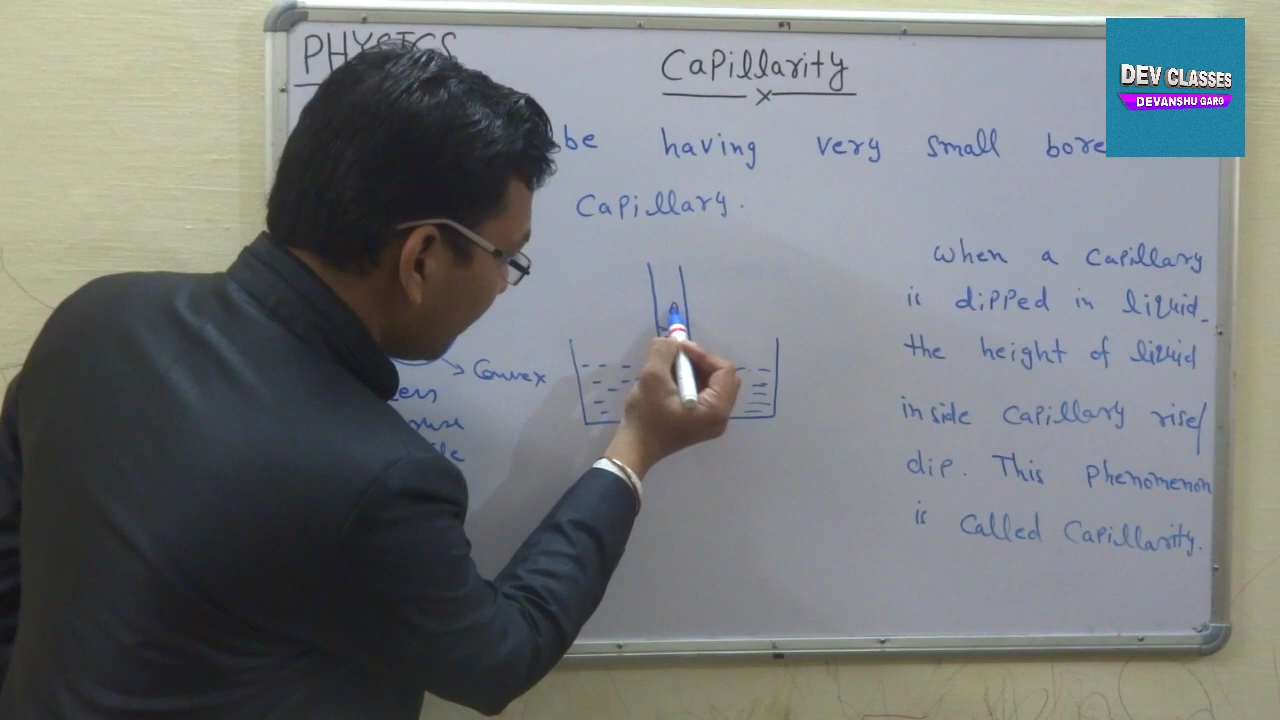 PHYSICS
Capillarity
DEV CLASSES
DEVANSHU GARG
be having very small bore
Capillary.
When a Capillary
is dipped in liquid.
the height of liquid
inside Capillary rise/
dip. This phenomenon
is Called Capillarity.
Convex